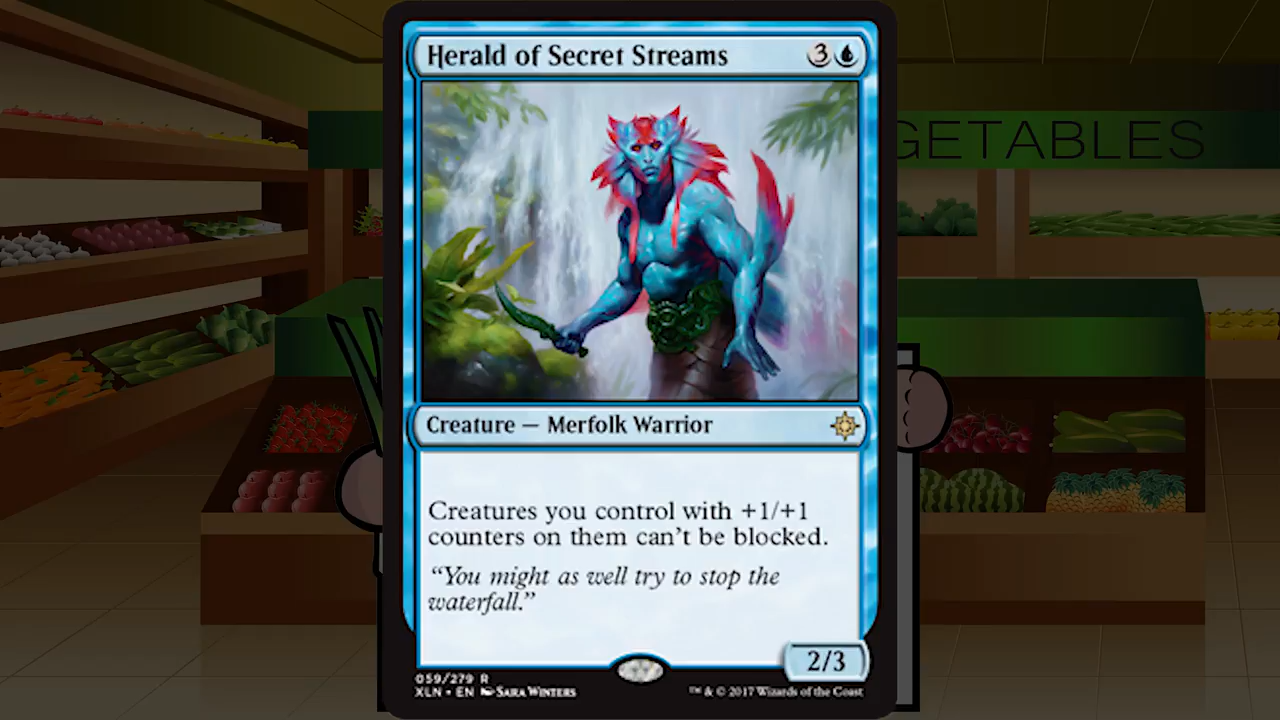 Herald of Secret Streams 3
GETABLES
Creature — Merfolk Warrior
Creatures you control with +1/+1
counters on them can't be blocked.
"You might as well try to stop the
waterfall."
2/3
059/279 R
XLN • EN Sara Winters
™ & © 2017 Wizards of the Coast